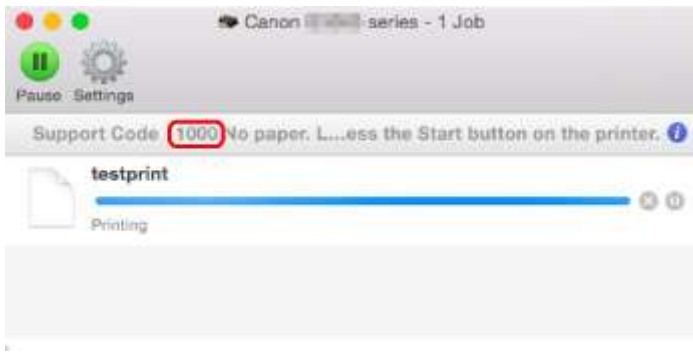 Canon series - 1 Job
Pause Settings
Support Code 1000 No paper. L...ess the Start button on the printer.
testprint
Printing